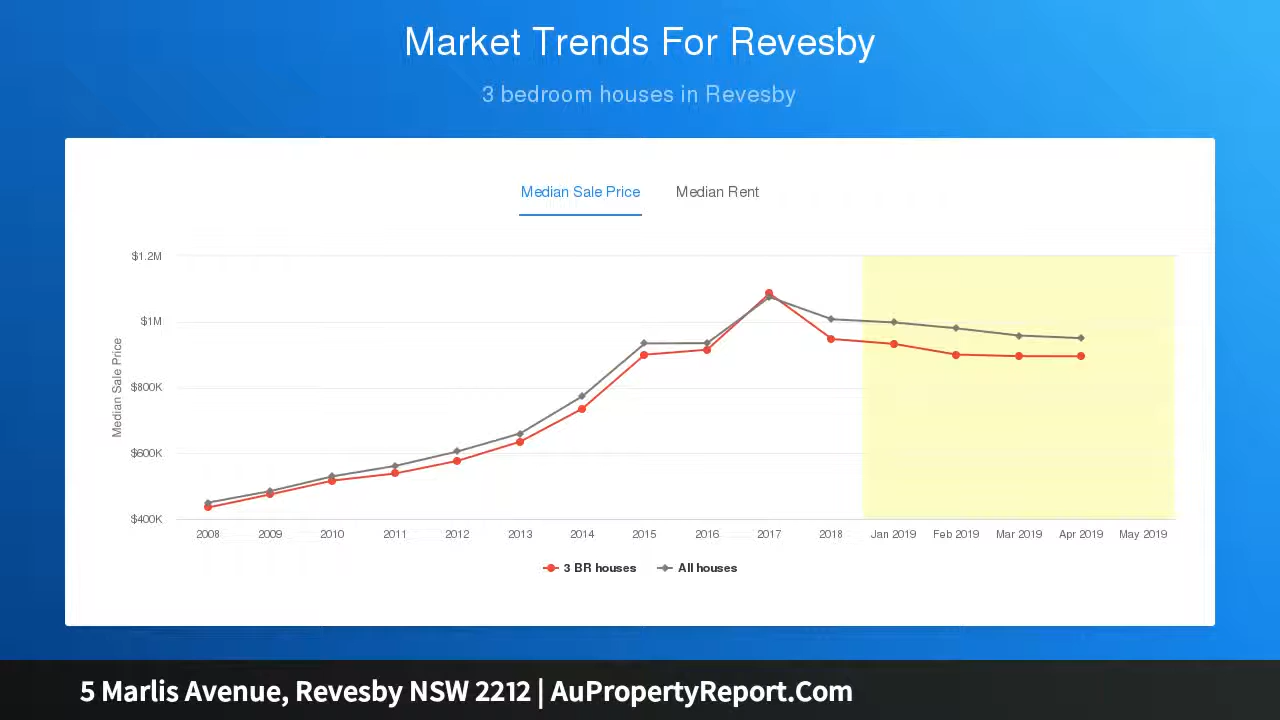 Market Trends For Revesby
3 bedroom houses in Revesby
Median Sale Price Median Rent
$1.2M
$1M
$800K
$600K
$400K
Median Sale Price
2008 2009 2010 2011 2012 2013 2014 2015 2016 2017 2018 Jan 2019 Feb 2019 Mar 2019 Apr 2019 May 2019
3 BR houses All houses
5 Marlis Avenue, Revesby NSW 2212 | AuPropertyReport.Com